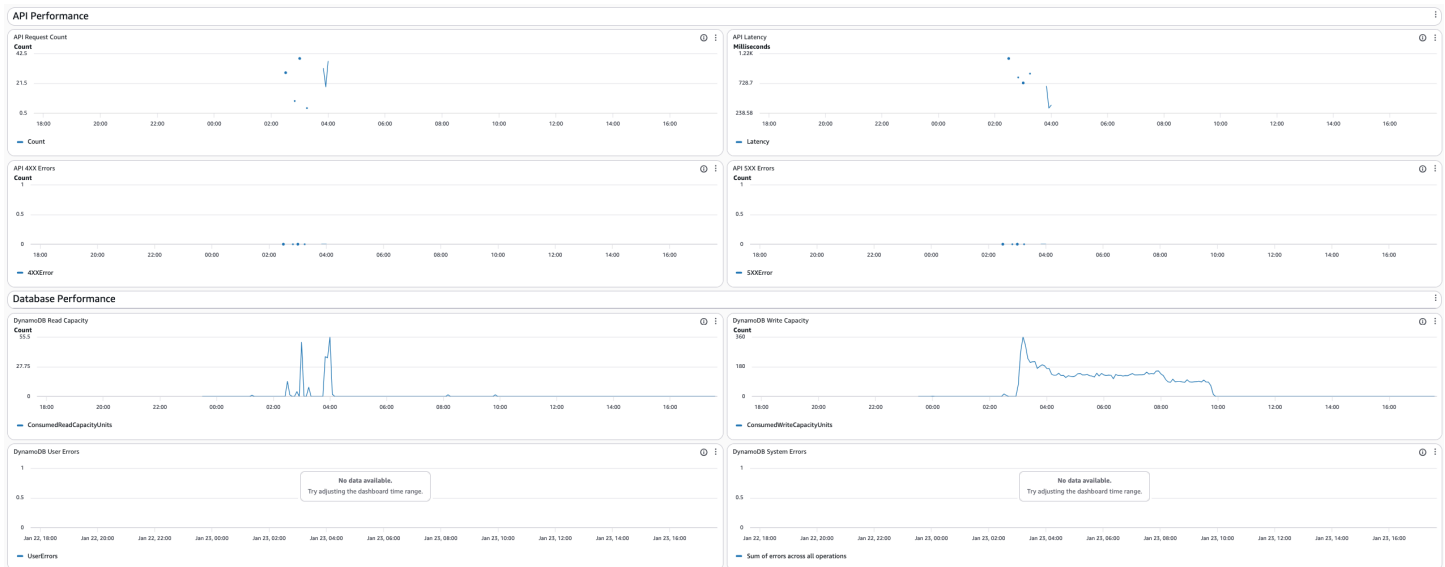 API Performance
API Request Count
Count
42.5
21.5
0.5
18:00 20:00 22:00 00:00 02:00 04:00 06:00 08:00 10:00 12:00 14:00 16:00
Count
API Latency
Milliseconds
1.22K
728.7
238.58
18:00 20:00 22:00 00:00 02:00 04:00 06:00 08:00 10:00 12:00 14:00 16:00
Latency
API 4XX Errors
Count
1
0.5
0
18:00 20:00 22:00 00:00 02:00 04:00 06:00 08:00 10:00 12:00 14:00 16:00
4XXError
API 5XX Errors
Count
1
0.5
0
18:00 20:00 22:00 00:00 02:00 04:00 06:00 08:00 10:00 12:00 14:00 16:00
5XXError
Database Performance
DynamoDB Read Capacity
Count
55.5
27.75
0
18:00 20:00 22:00 00:00 02:00 04:00 06:00 08:00 10:00 12:00 14:00 16:00
ConsumedReadCapacityUnits
DynamoDB Write Capacity
Count
360
180
0
18:00 20:00 22:00 00:00 02:00 04:00 06:00 08:00 10:00 12:00 14:00 16:00
ConsumedWriteCapacityUnits
DynamoDB User Errors
1
No data available.
Try adjusting the dashboard time range.
0.5
0
Jan 22, 18:00 Jan 22, 20:00 Jan 22, 22:00 Jan 23, 00:00 Jan 23, 02:00 Jan 23, 04:00 Jan 23, 06:00 Jan 23, 08:00 Jan 23, 10:00 Jan 23, 12:00 Jan 23, 14:00 Jan 23, 16:00
UserErrors
DynamoDB System Errors
1
No data available.
Try adjusting the dashboard time range.
0.5
0
Jan 22, 18:00 Jan 22, 20:00 Jan 22, 22:00 Jan 23, 00:00 Jan 23, 02:00 Jan 23, 04:00 Jan 23, 06:00 Jan 23, 08:00 Jan 23, 10:00 Jan 23, 12:00 Jan 23, 14:00 Jan 23, 16:00
Sum of errors across all operations